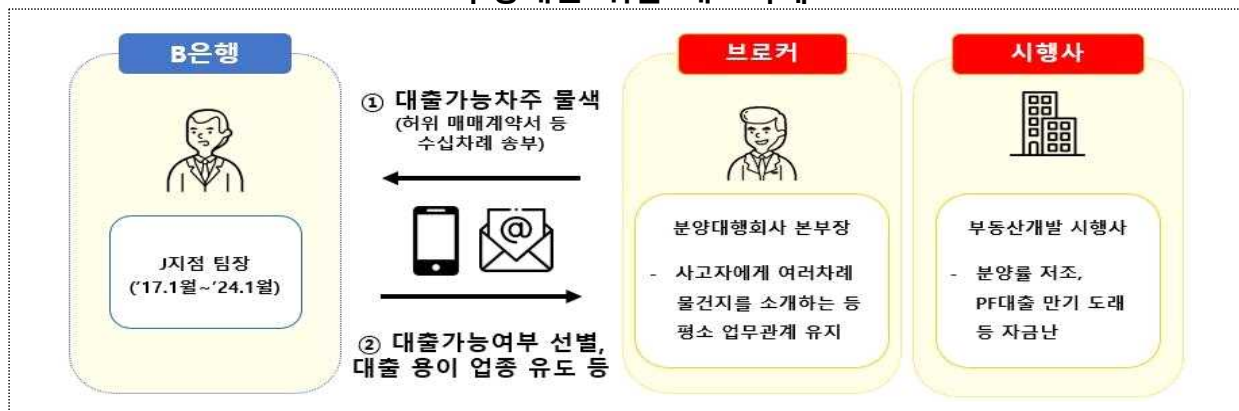 B은행
브로커
시행사
① 대출가능차주 물색
(허위 매매계약서 등
수십차례 송부)
J지점 팀장
('17.1월~'24.1월)
② 대출가능여부 선별,
대출 용이 업종 유도 등
분양대행회사 본부장
- 사고자에게 여러차례
물건지를 소개하는 등
평소 업무관계 유지
부동산개발 시행사
- 분양률 저조,
PF대출 만기 도래
등 자금난